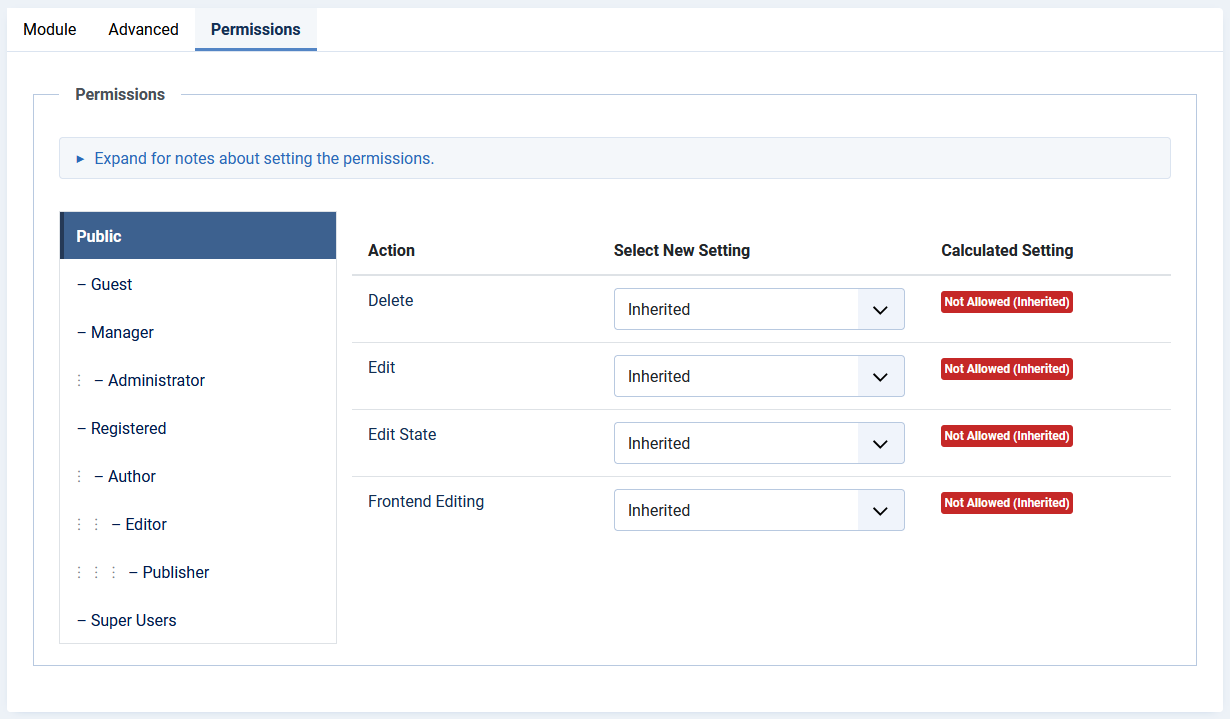 Module Advanced Permissions
Permissions
► Expand for notes about setting the permissions.
Public
– Guest
– Manager
⋮ – Administrator
– Registered
⋮ – Author
⋮ ⋮ – Editor
⋮ ⋮ ⋮ – Publisher
– Super Users
Action Select New Setting Calculated Setting
Delete Inherited Not Allowed (Inherited)
Edit Inherited Not Allowed (Inherited)
Edit State Inherited Not Allowed (Inherited)
Frontend Editing Inherited Not Allowed (Inherited)